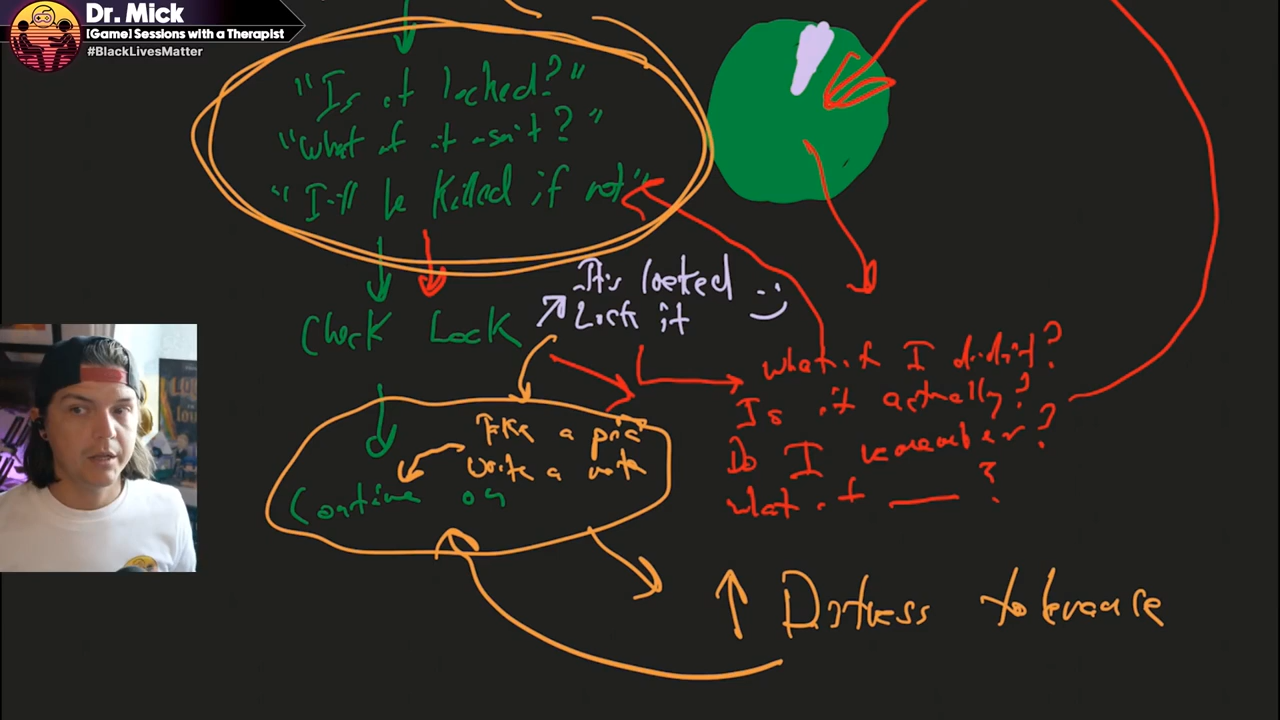 Dr. Mick
[Game] Sessions with a Therapist
#BlackLivesMatter
"Is it locked?"
"What if it isn't?"
"I'll be killed if not"
It's locked :)
Lock it
Check Lock
What if I didn't?
Is it actually?
Do I remember?
What if ___ ?
Take a pic
Write a note
Continue on
↑ Distress tolerance